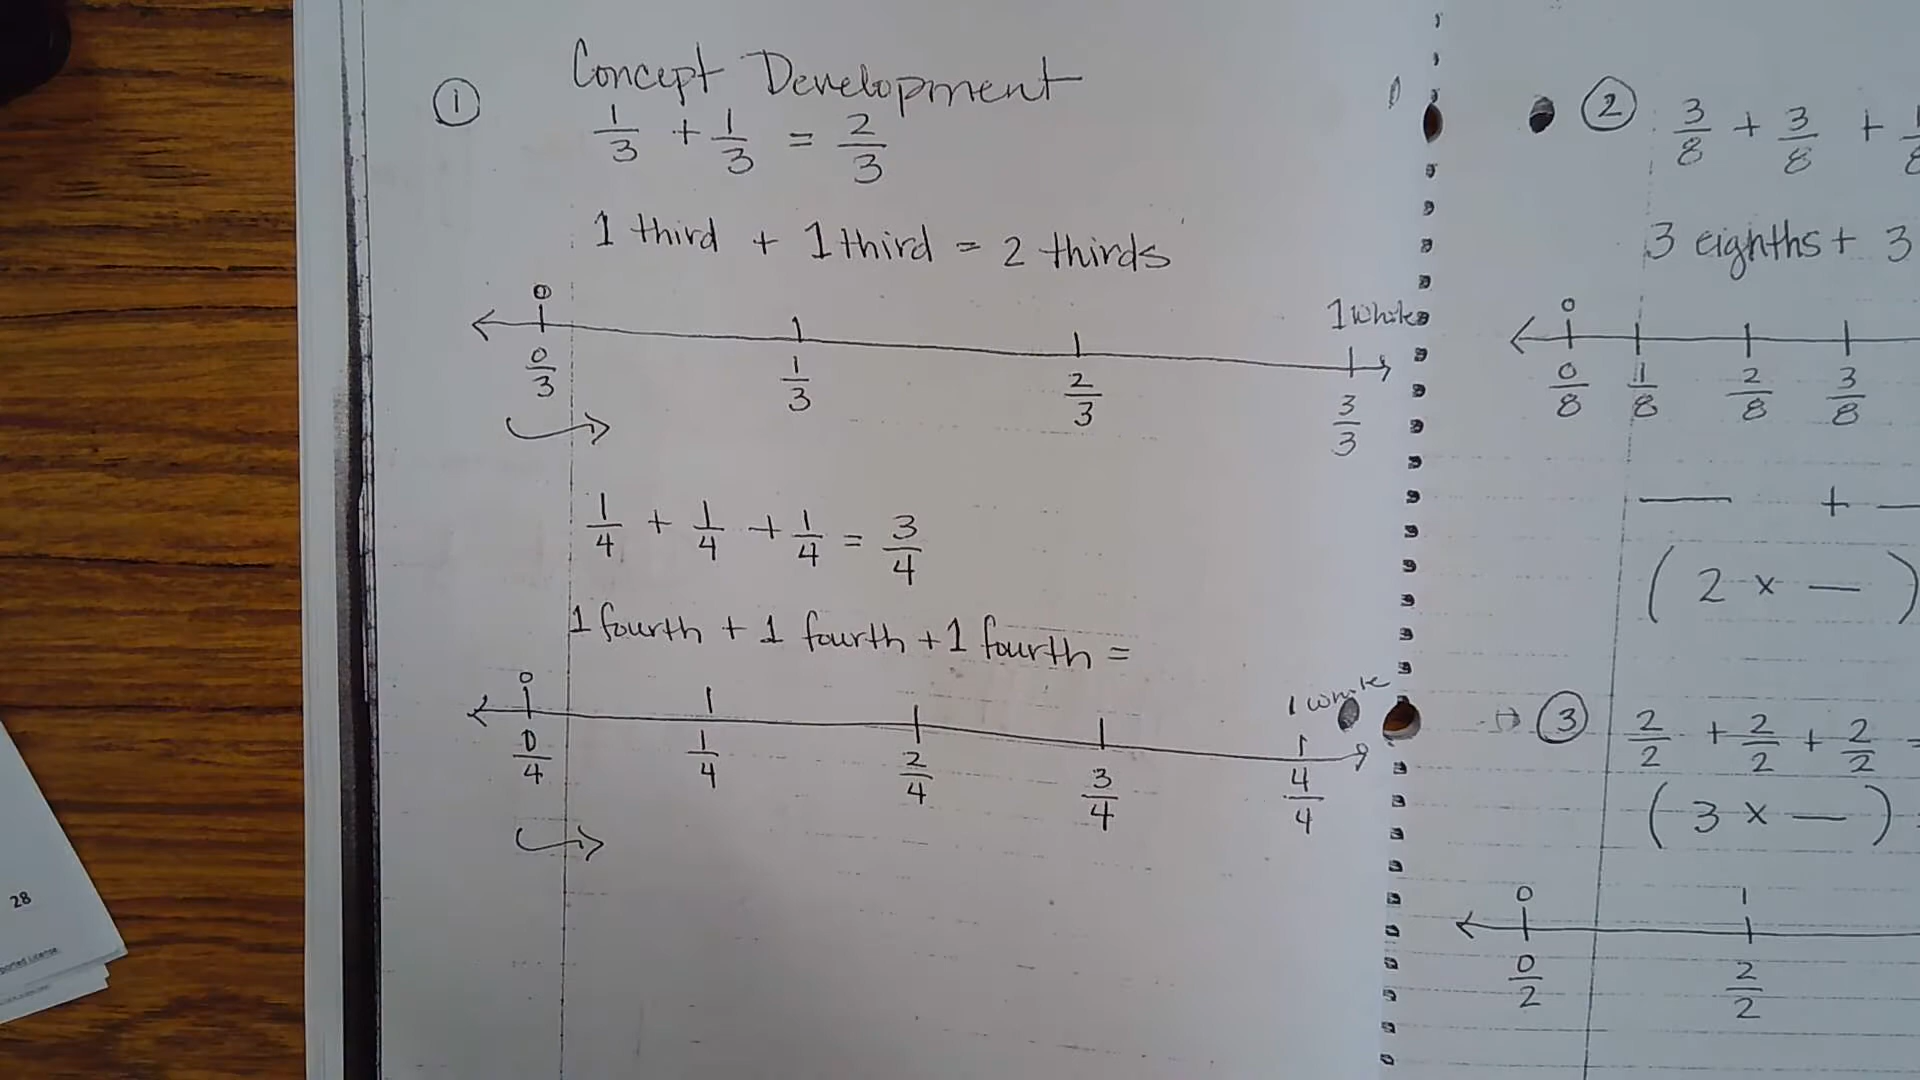 ① Concept Development
1/3 + 1/3 = 2/3
1 third + 1 third = 2 thirds
0 1 whole
0/3 1/3 2/3 3/3
1/4 + 1/4 + 1/4 = 3/4
1 fourth + 1 fourth + 1 fourth =
0 1 whole
0/4 1/4 2/4 3/4 4/4
② 3/8 + 3/8 +
3 eighths + 3
0
0/8 1/8 2/8 3/8
+
(2 × — )
③ 2/2 + 2/2 + 2/2
(3 × — )
0 1
0/2 2/2
28